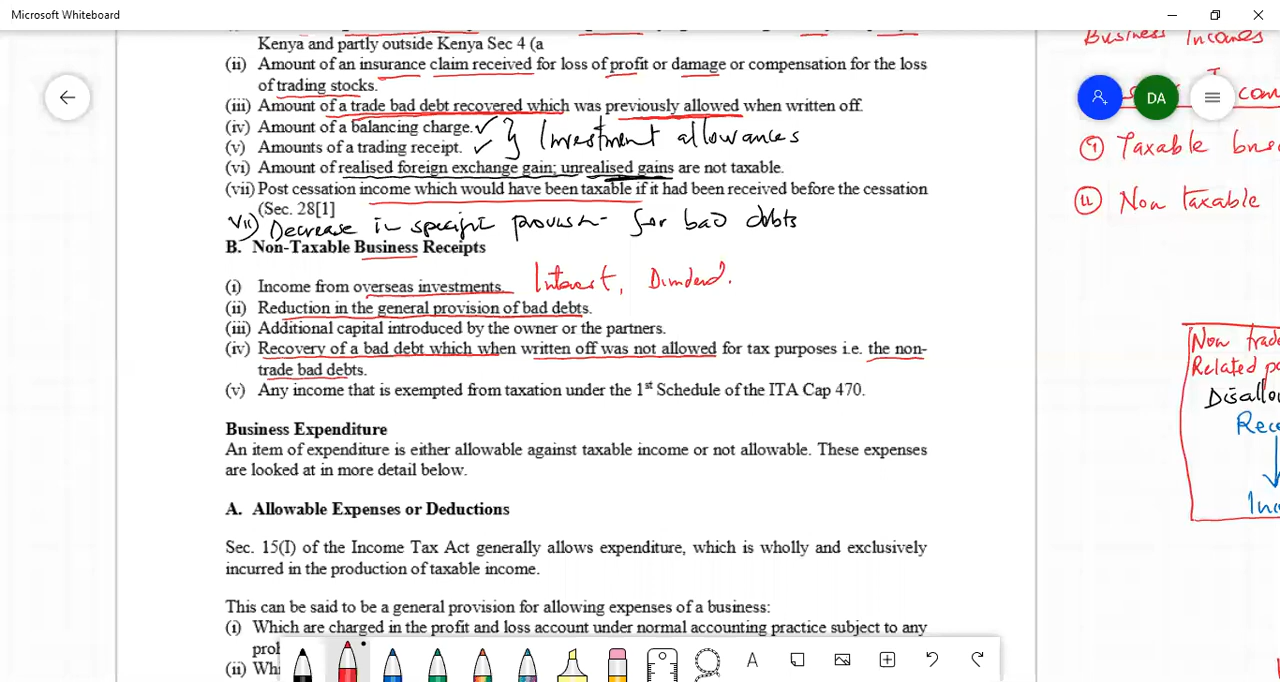 Microsoft Whiteboard
Kenya and partly outside Kenya Sec 4 (a
(ii) Amount of an insurance claim received for loss of profit or damage or compensation for the loss
of trading stocks.
(iii) Amount of a trade bad debt recovered which was previously allowed when written off.
(iv) Amount of a balancing charge.
(v) Amounts of a trading receipt.
Investment allowances
(vi) Amount of realised foreign exchange gain; unrealised gains are not taxable.
(vii) Post cessation income which would have been taxable if it had been received before the cessation
(Sec. 28[1]
vii) Decrease in specific provision for bad debts
B. Non-Taxable Business Receipts
(i) Income from overseas investments. Interest, Dividend.
(ii) Reduction in the general provision of bad debts.
(iii) Additional capital introduced by the owner or the partners.
(iv) Recovery of a bad debt which when written off was not allowed for tax purposes i.e. the non-
trade bad debts.
(v) Any income that is exempted from taxation under the 1st Schedule of the ITA Cap 470.
Business Expenditure
An item of expenditure is either allowable against taxable income or not allowable. These expenses
are looked at in more detail below.
A. Allowable Expenses or Deductions
Sec. 15(I) of the Income Tax Act generally allows expenditure, which is wholly and exclusively
incurred in the production of taxable income.
This can be said to be a general provision for allowing expenses of a business:
(i) Which are charged in the profit and loss account under normal accounting practice subject to any
(ii)
Business Incomes
DA
(i) Taxable
(ii) Non Taxable
Non
Related
A